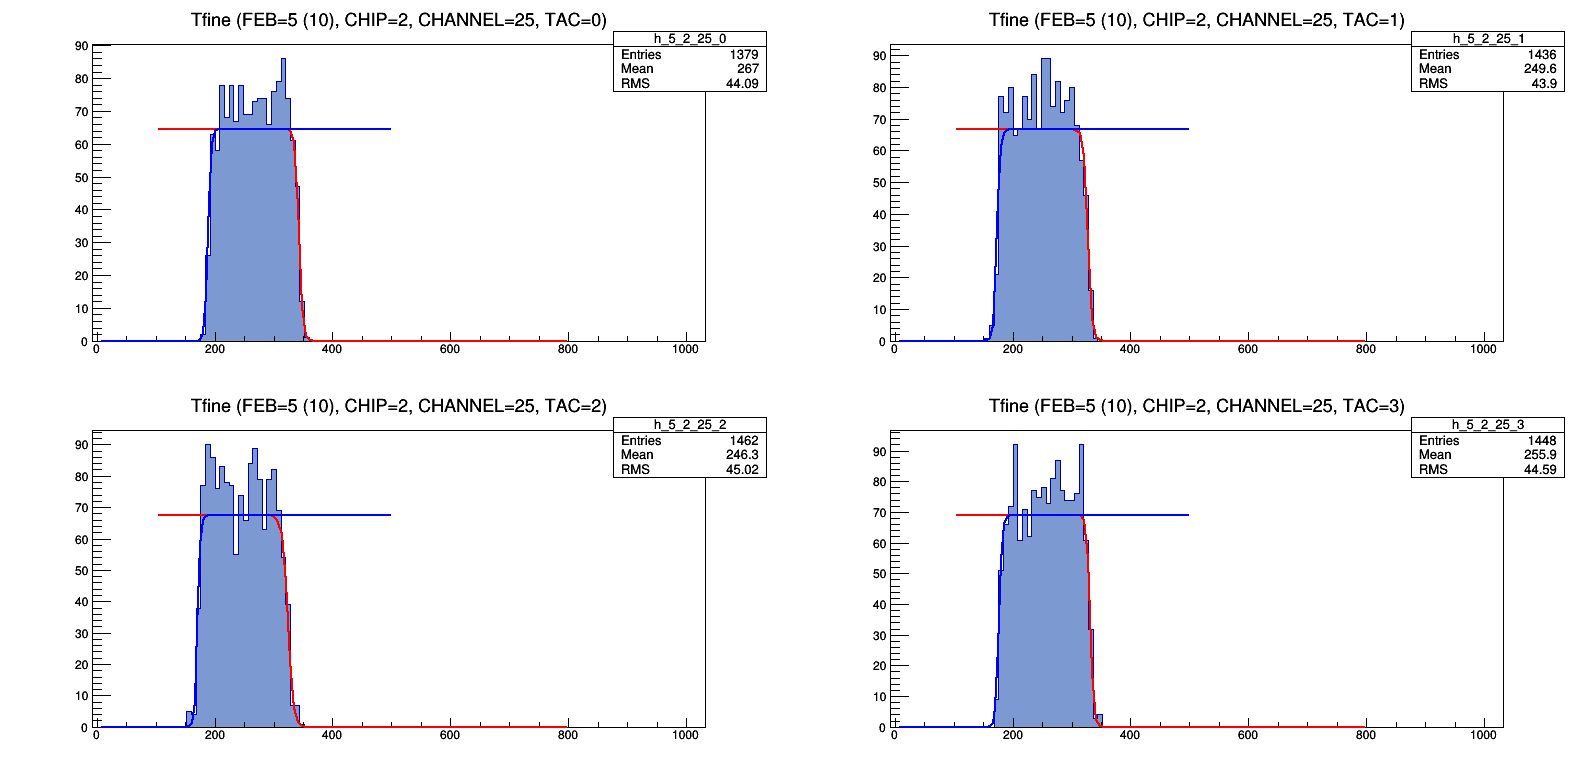 Tfine (FEB=5 (10), CHIP=2, CHANNEL=25, TAC=0)
h_5_2_25_0
Entries 1379
Mean 267
RMS 44.09
90
80
70
60
50
40
30
20
10
0
0 200 400 600 800 1000
Tfine (FEB=5 (10), CHIP=2, CHANNEL=25, TAC=1)
h_5_2_25_1
Entries 1436
Mean 249.6
RMS 43.9
90
80
70
60
50
40
30
20
10
0
0 200 400 600 800 1000
Tfine (FEB=5 (10), CHIP=2, CHANNEL=25, TAC=2)
h_5_2_25_2
Entries 1462
Mean 246.3
RMS 45.02
90
80
70
60
50
40
30
20
10
0
0 200 400 600 800 1000
Tfine (FEB=5 (10), CHIP=2, CHANNEL=25, TAC=3)
h_5_2_25_3
Entries 1448
Mean 255.9
RMS 44.59
90
80
70
60
50
40
30
20
10
0
0 200 400 600 800 1000